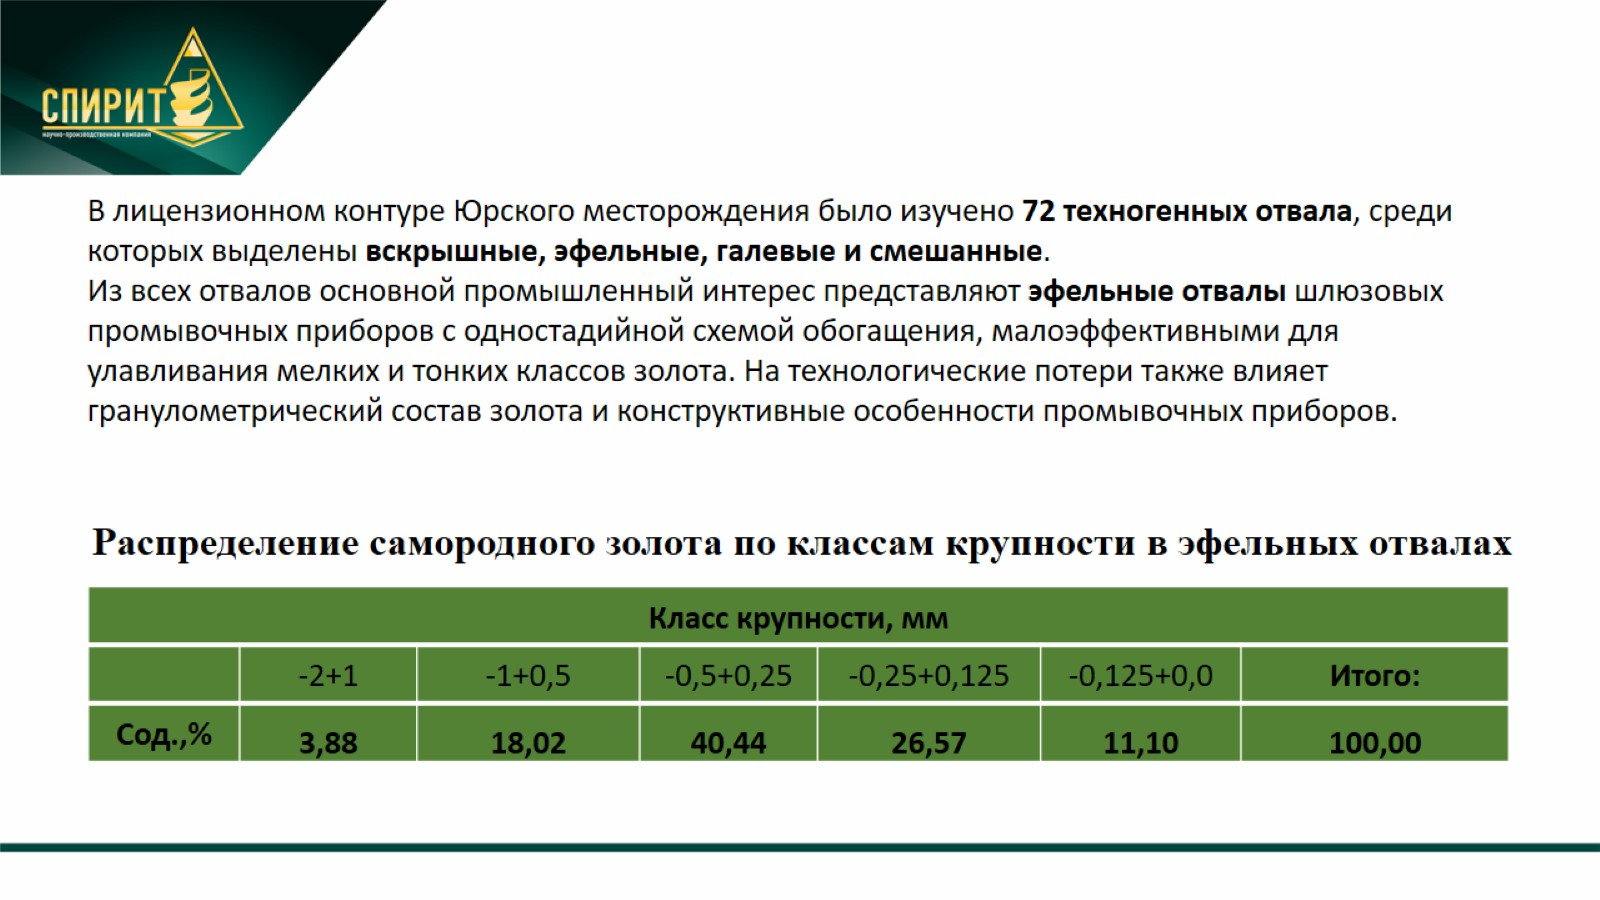 СПИРИТ
научно-производственная компания
В лицензионном контуре Юрского месторождения было изучено 72 техногенных отвала, среди
которых выделены вскрышные, эфельные, галевые и смешанные.
Из всех отвалов основной промышленный интерес представляют эфельные отвалы шлюзовых
промывочных приборов с одностадийной схемой обогащения, малоэффективными для
улавливания мелких и тонких классов золота. На технологические потери также влияет
гранулометрический состав золота и конструктивные особенности промывочных приборов.
Распределение самородного золота по классам крупности в эфельных отвалах
Класс крупности, мм
-2+1 -1+0,5 -0,5+0,25 -0,25+0,125 -0,125+0,0 Итого:
Сод.,% 3,88 18,02 40,44 26,57 11,10 100,00